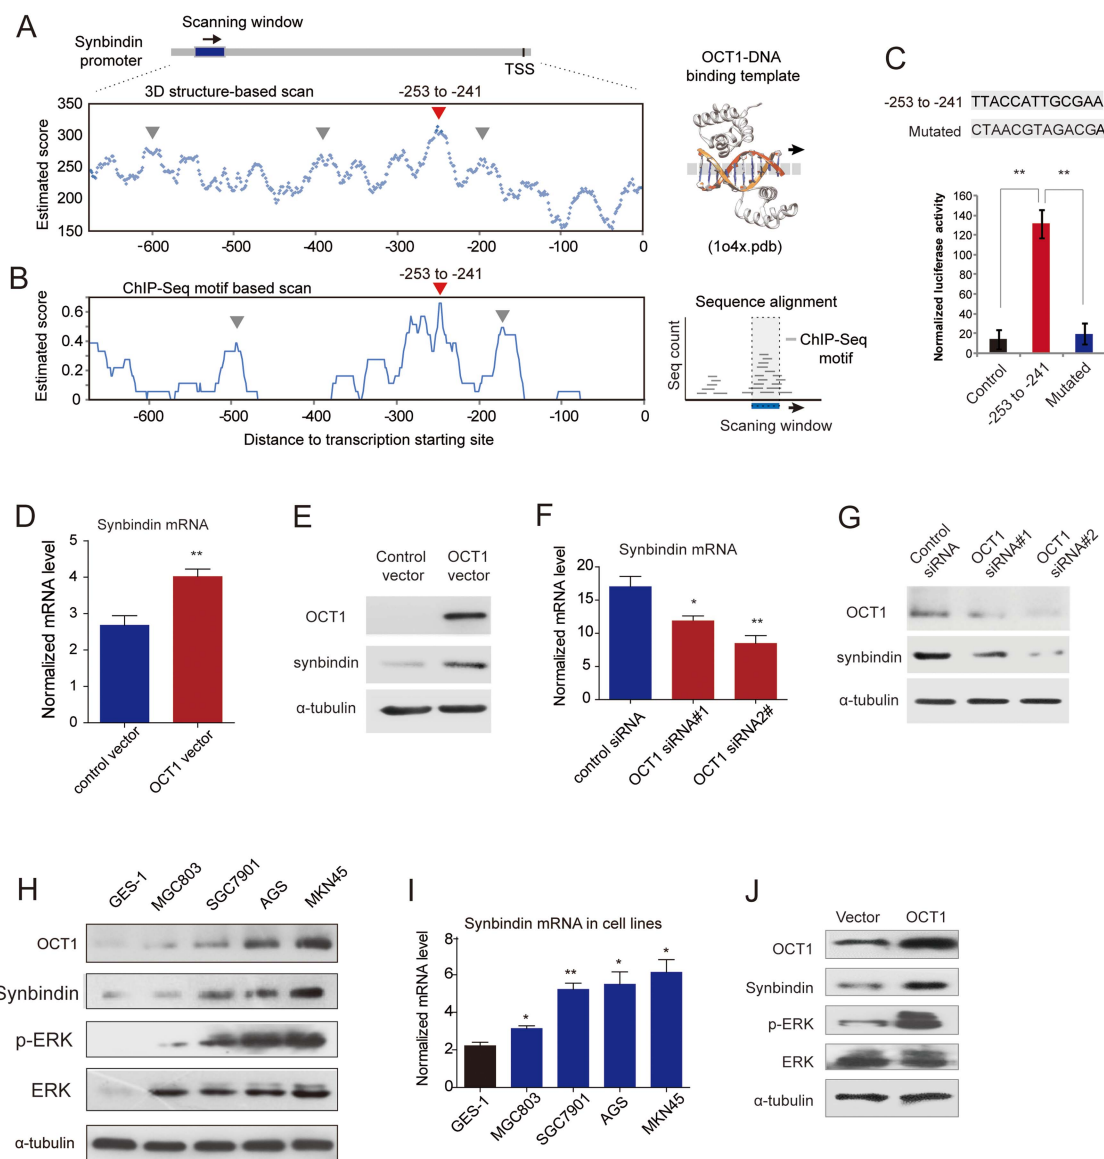 A
Scanning window
Synbindin
promoter
TSS
350
300
250
200
150
Estimated score
3D structure-based scan
-253 to -241
-600
-500
-400
-300
-200
-100
0
OCT1-DNA
binding template
(1o4x.pdb)
B
-253 to -241
ChIP-Seq motif based scan
0.6
0.4
0.2
0
Estimated score
-600
-500
-400
-300
-200
-100
0
Distance to transcription starting site
Sequence alignment
Seq count
ChIP-Seq
motif
Scaning window
C
-253 to -241
TTACCATTGCGAA
Mutated
CTAACGTAGACGA
**
**
160
140
120
100
80
60
40
20
0
Normalized luciferase activity
Control
-253 to -241
Mutated
D
Synbindin mRNA
5
4
3
2
1
0
Normalized mRNA level
**
control vector
OCT1 vector
E
Control
vector
OCT1
vector
OCT1
synbindin
α-tubulin
F
Synbindin mRNA
20
15
10
5
0
Normalized mRNA level
*
**
control siRNA
OCT1 siRNA#1
OCT1 siRNA2#
G
Control
siRNA
OCT1
siRNA#1
OCT1
siRNA#2
OCT1
synbindin
α-tubulin
H
GES-1
MGC803
SGC7901
AGS
MKN45
OCT1
Synbindin
p-ERK
ERK
α-tubulin
I
Synbindin mRNA in cell lines
8
6
4
2
0
Normalized mRNA level
*
**
*
*
GES-1
MGC803
SGC7901
AGS
MKN45
J
Vector
OCT1
OCT1
Synbindin
p-ERK
ERK
α-tubulin